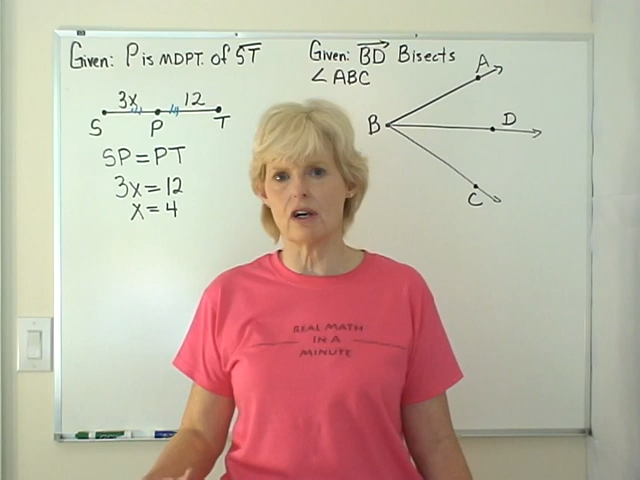 Given: P is MDPT. of ST
3x 12
S P T
SP = PT
3x = 12
x = 4
Given: BD Bisects
∠ABC
A
B D
C
REAL MATH
IN A
MINUTE